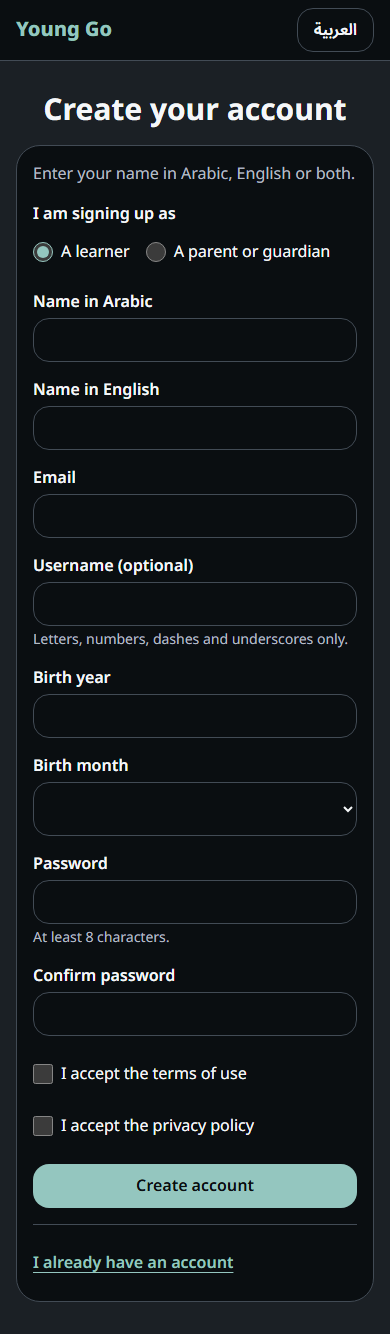 Young Go
العربية
Create your account
Enter your name in Arabic, English or both.
I am signing up as
A learner
A parent or guardian
Name in Arabic
Name in English
Email
Username (optional)
Letters, numbers, dashes and underscores only.
Birth year
Birth month
Password
At least 8 characters.
Confirm password
I accept the terms of use
I accept the privacy policy
Create account
I already have an account